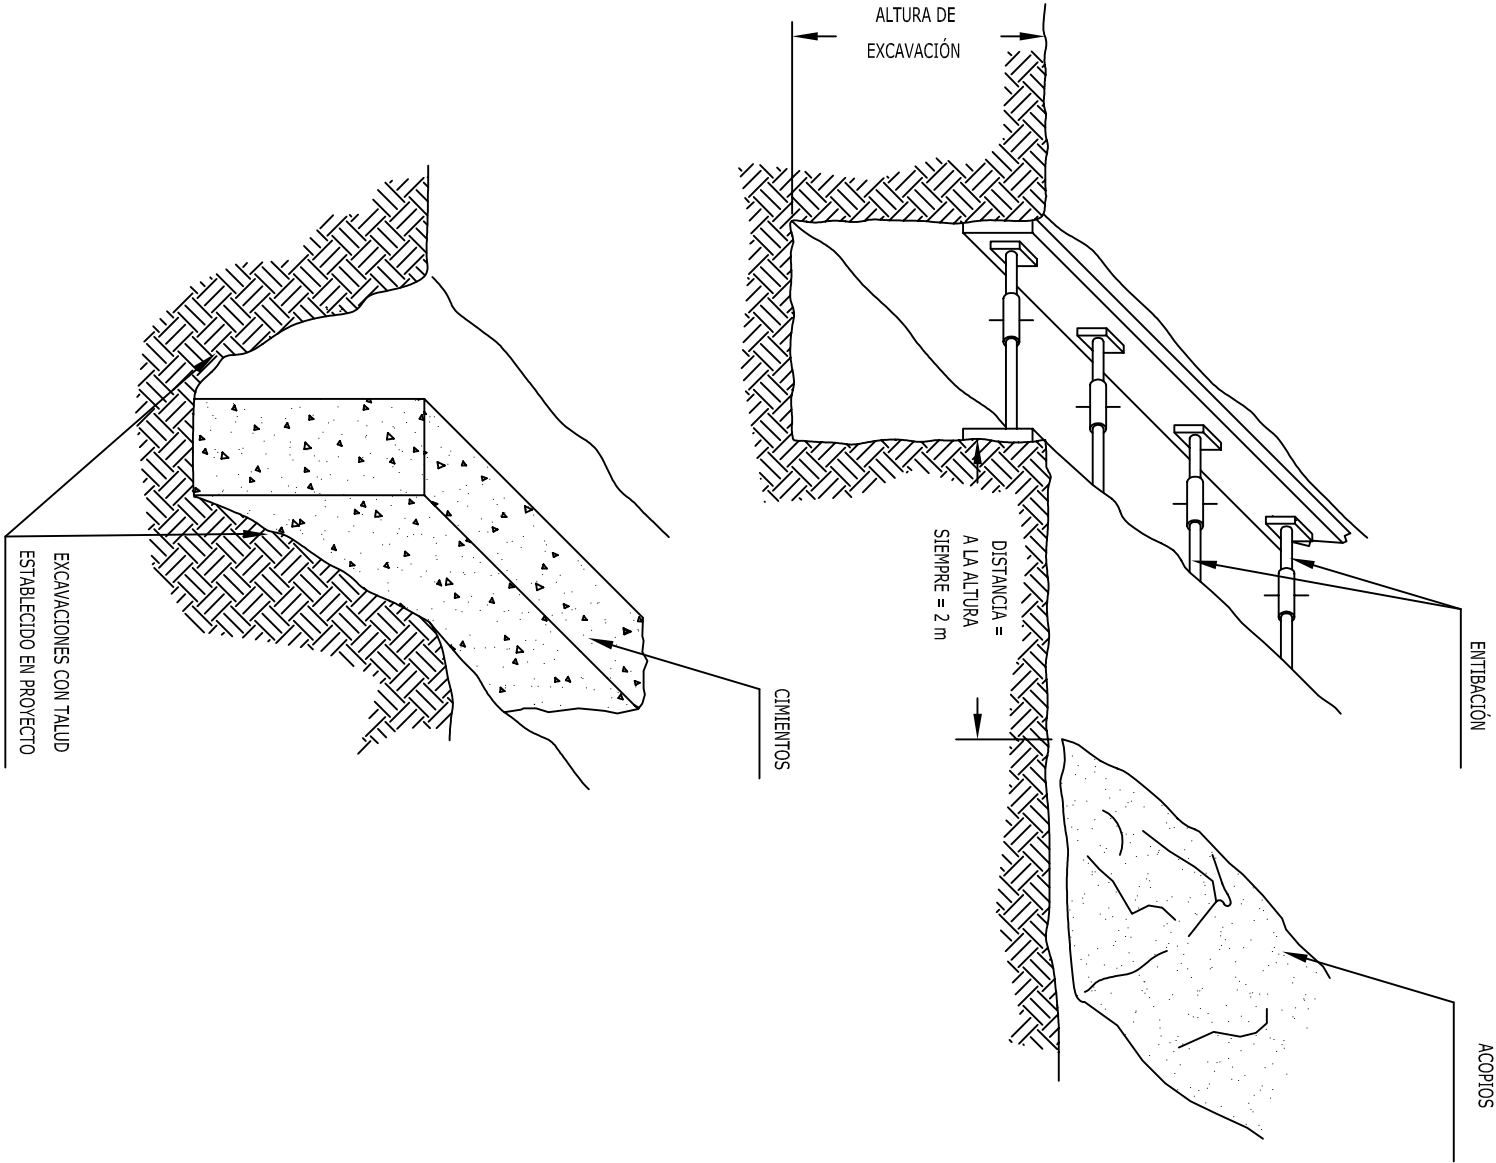 ALTURA DE
EXCAVACIÓN
DISTANCIA =
A LA ALTURA
SIEMPRE = 2 m
ENTIBACIÓN
ACOPIOS
CIMIENTOS
EXCAVACIONES CON TALUD
ESTABLECIDO EN PROYECTO